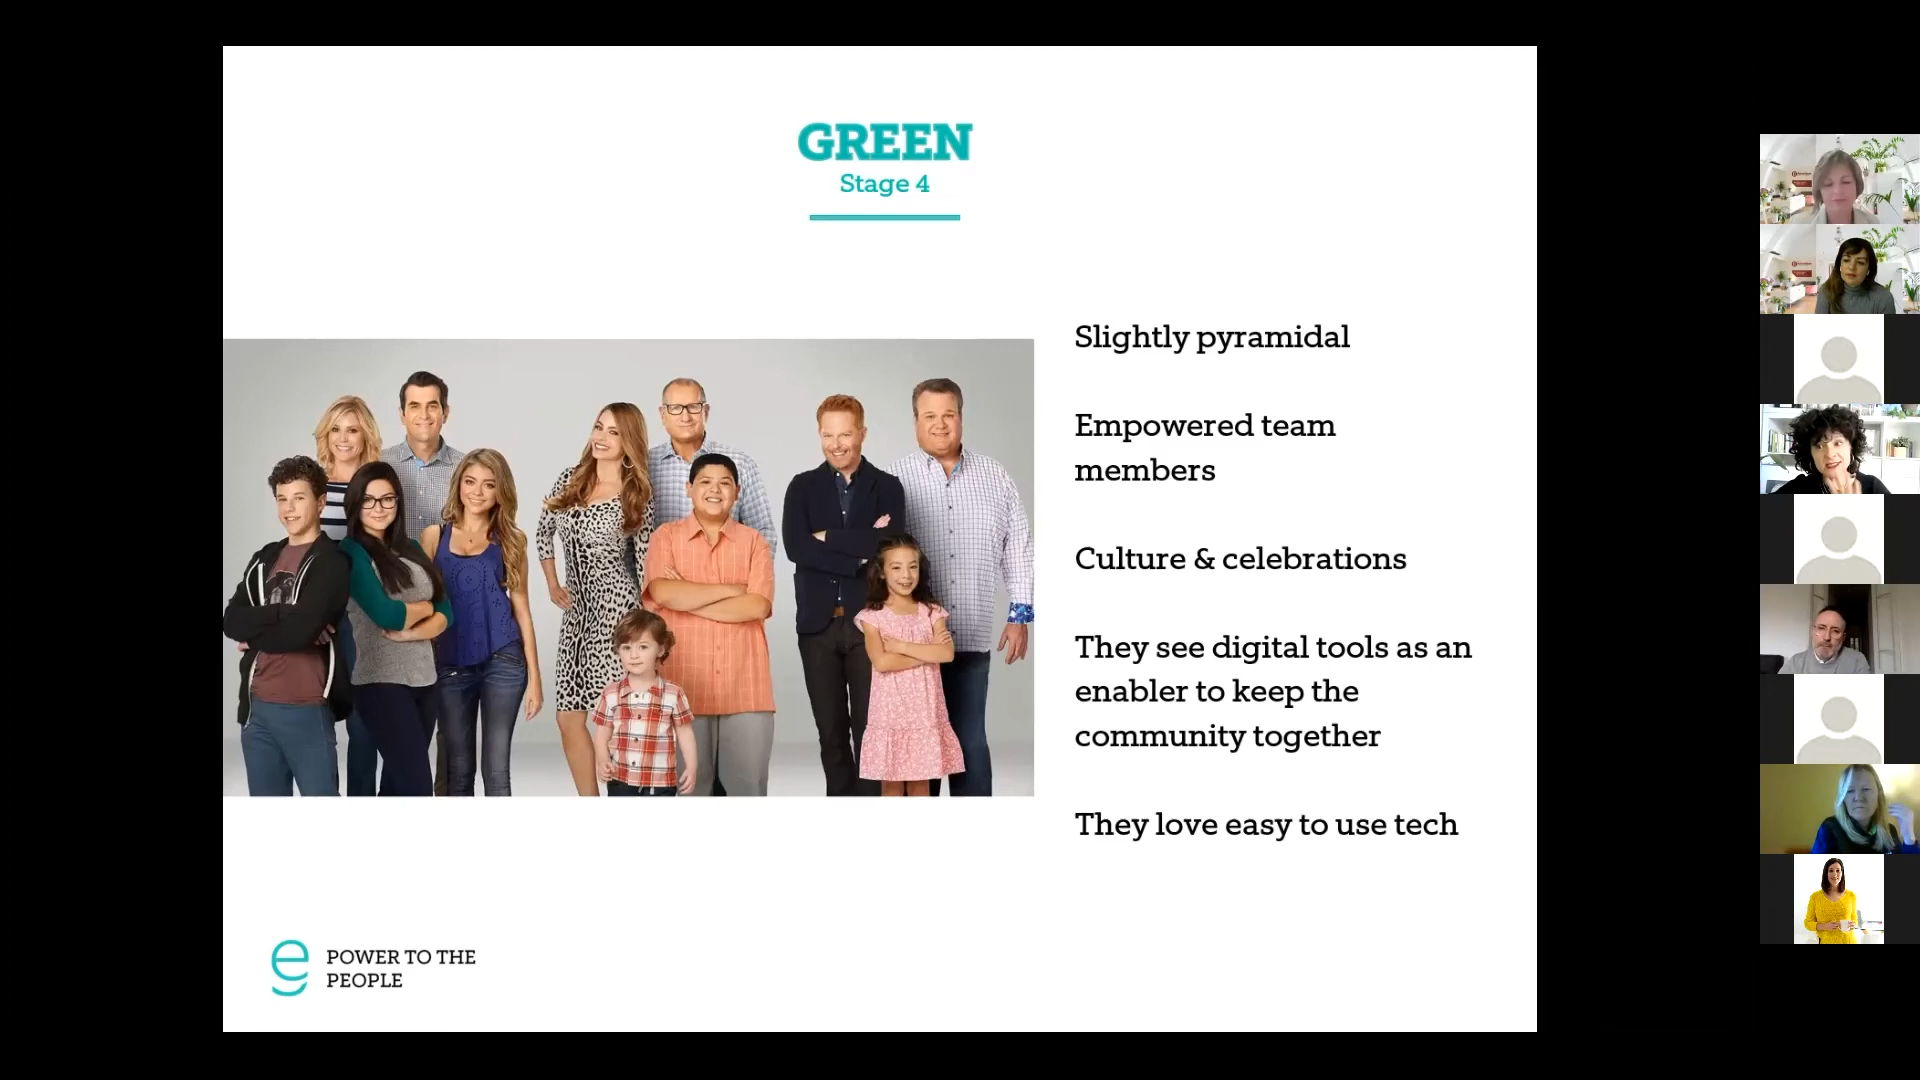 GREEN
Stage 4
Slightly pyramidal
Empowered team
members
Culture & celebrations
They see digital tools as an
enabler to keep the
community together
They love easy to use tech
e POWER TO THE
PEOPLE